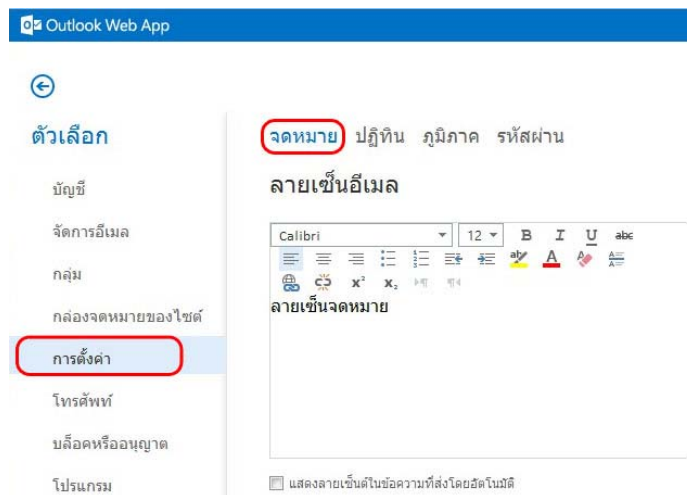 Outlook Web App
ตัวเลือก
บัญชี
จัดการอีเมล
กลุ่ม
กล่องจดหมายของไซต์
การตั้งค่า
โทรศัพท์
บล็อคหรืออนุญาต
โปรแกรม
จดหมาย ปฏิทิน ภูมิภาค รหัสผ่าน
ลายเซ็นอีเมล
Calibri 12 B I U abc
ลายเซ็นจดหมาย
แสดงลายเซ็นต์ในข้อความที่ส่งโดยอัตโนมัติ